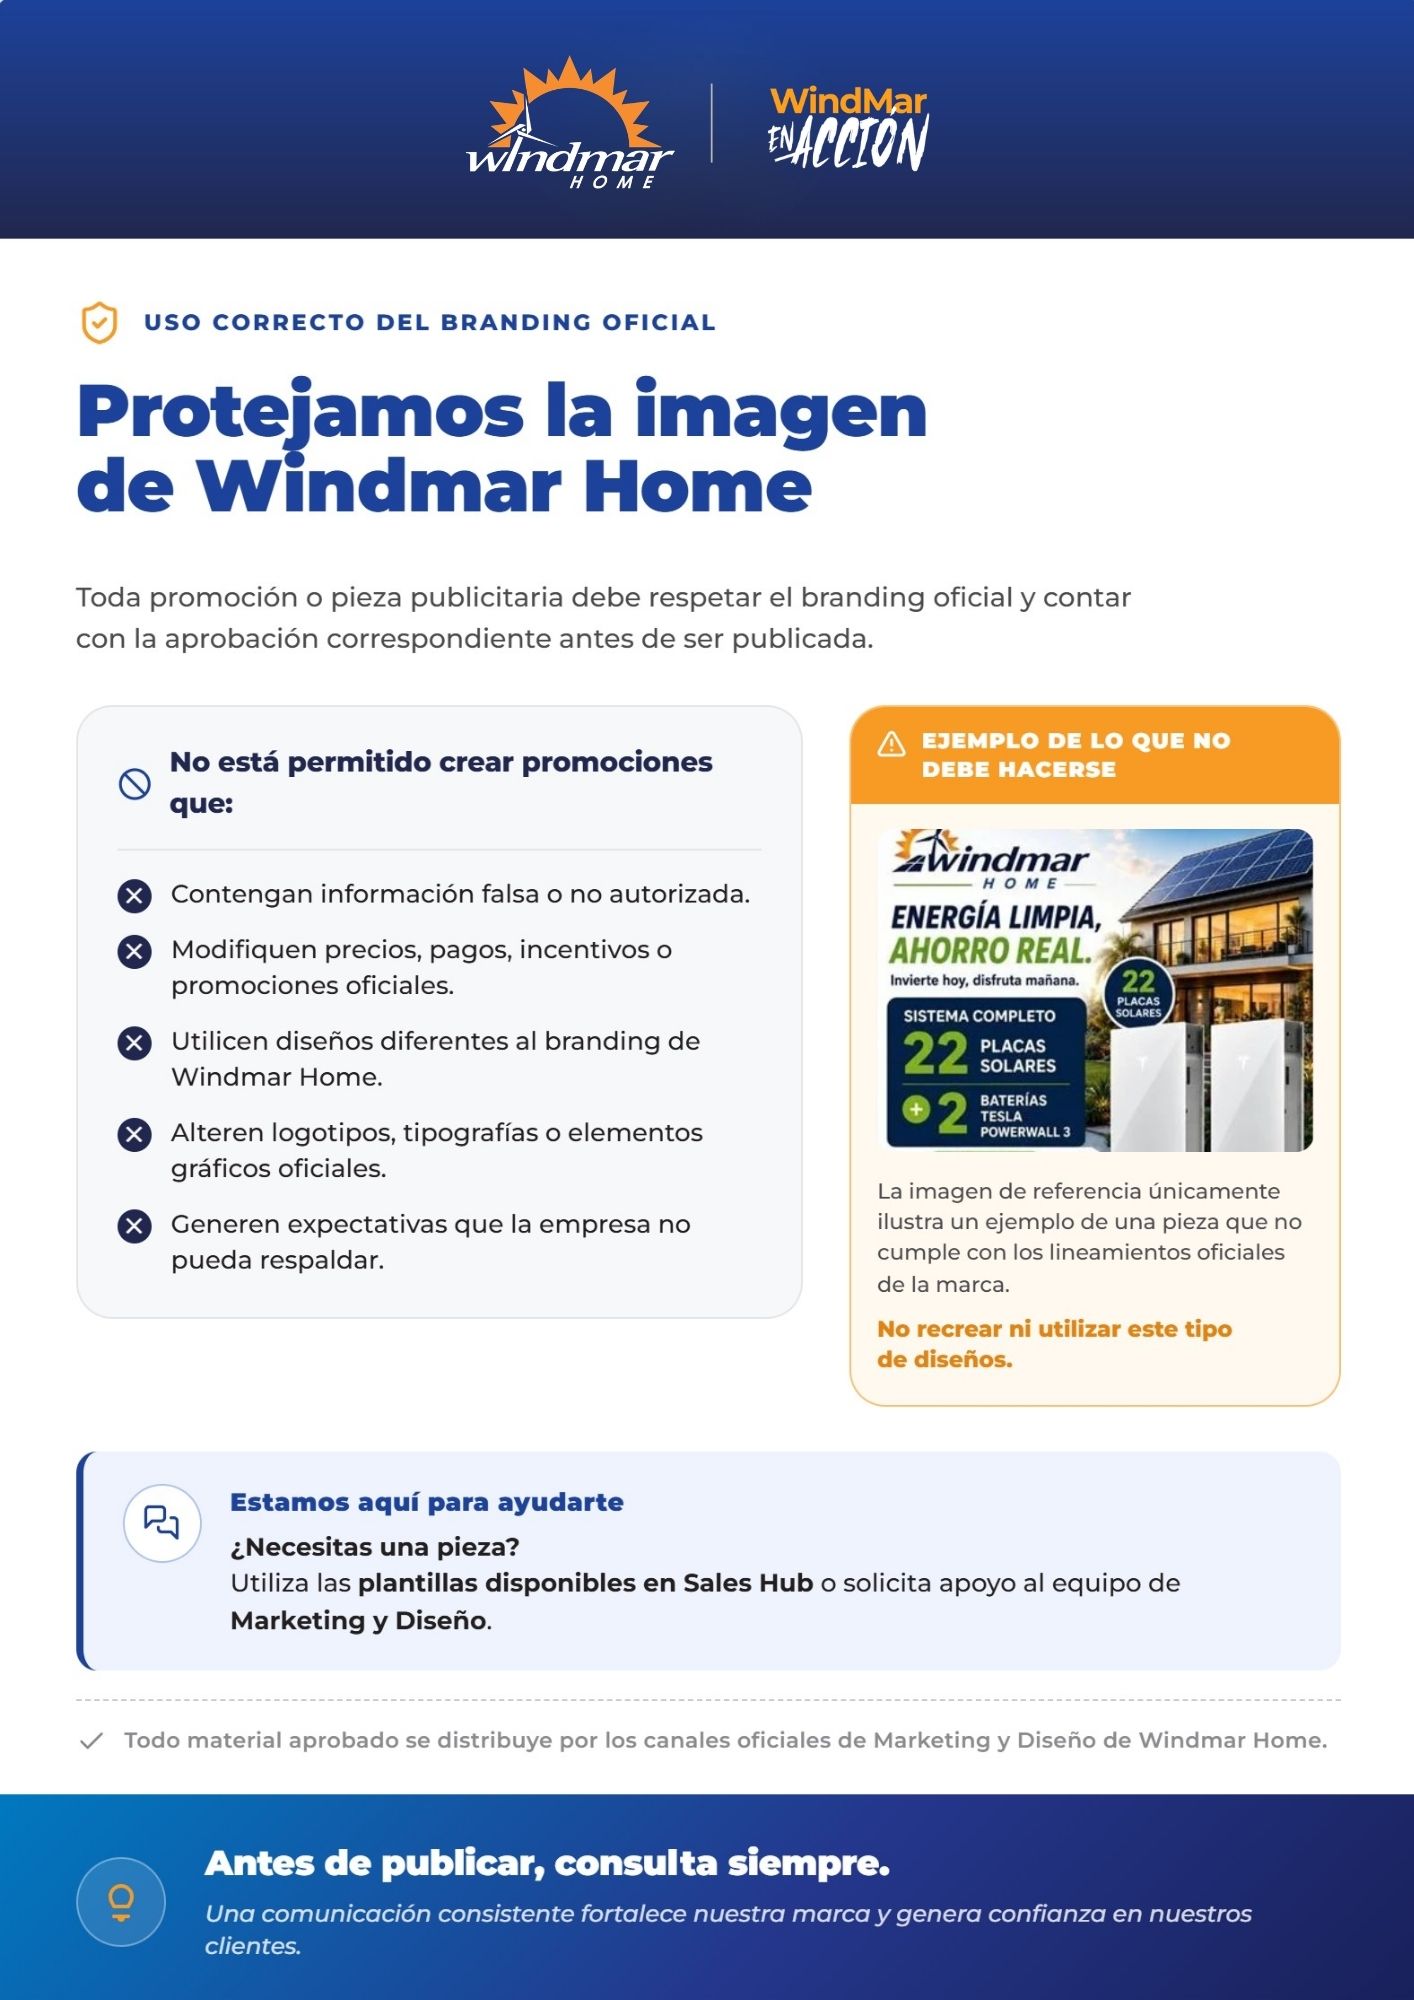 windmar
HOME
WindMar
EN ACCIÓN
USO CORRECTO DEL BRANDING OFICIAL
Protejamos la imagen
de Windmar Home
Toda promoción o pieza publicitaria debe respetar el branding oficial y contar
con la aprobación correspondiente antes de ser publicada.
No está permitido crear promociones
que:
Contengan información falsa o no autorizada.
Modifiquen precios, pagos, incentivos o
promociones oficiales.
Utilicen diseños diferentes al branding de
Windmar Home.
Alteren logotipos, tipografías o elementos
gráficos oficiales.
Generen expectativas que la empresa no
pueda respaldar.
EJEMPLO DE LO QUE NO
DEBE HACERSE
windmar
HOME
ENERGÍA LIMPIA,
AHORRO REAL.
Invierte hoy, disfruta mañana.
22
PLACAS
SOLARES
SISTEMA COMPLETO
22 PLACAS
SOLARES
+ 2 BATERÍAS
TESLA
POWERWALL 3
La imagen de referencia únicamente
ilustra un ejemplo de una pieza que no
cumple con los lineamientos oficiales
de la marca.
No recrear ni utilizar este tipo
de diseños.
Estamos aquí para ayudarte
¿Necesitas una pieza?
Utiliza las plantillas disponibles en Sales Hub o solicita apoyo al equipo de
Marketing y Diseño.
Todo material aprobado se distribuye por los canales oficiales de Marketing y Diseño de Windmar Home.
Antes de publicar, consulta siempre.
Una comunicación consistente fortalece nuestra marca y genera confianza en nuestros
clientes.